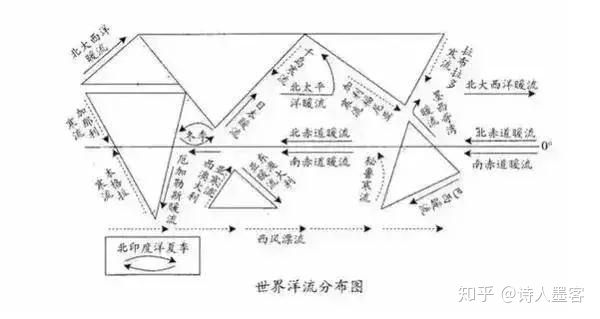 北大西洋暖流
千岛寒流
拉布拉多寒流
北太平
洋暖流
日本暖流
加利福尼亚寒流
墨西哥湾暖流
北大西洋暖流
加那利寒流
冬季
北赤道暖流
北赤道暖流
0°
南赤道暖流
南赤道暖流
本格拉寒流
厄加勒斯暖流
西澳大利亚寒流
东澳大利亚暖流
秘鲁寒流
巴西暖流
西风漂流
北印度洋夏季
世界洋流分布图
知乎 @诗人墨客